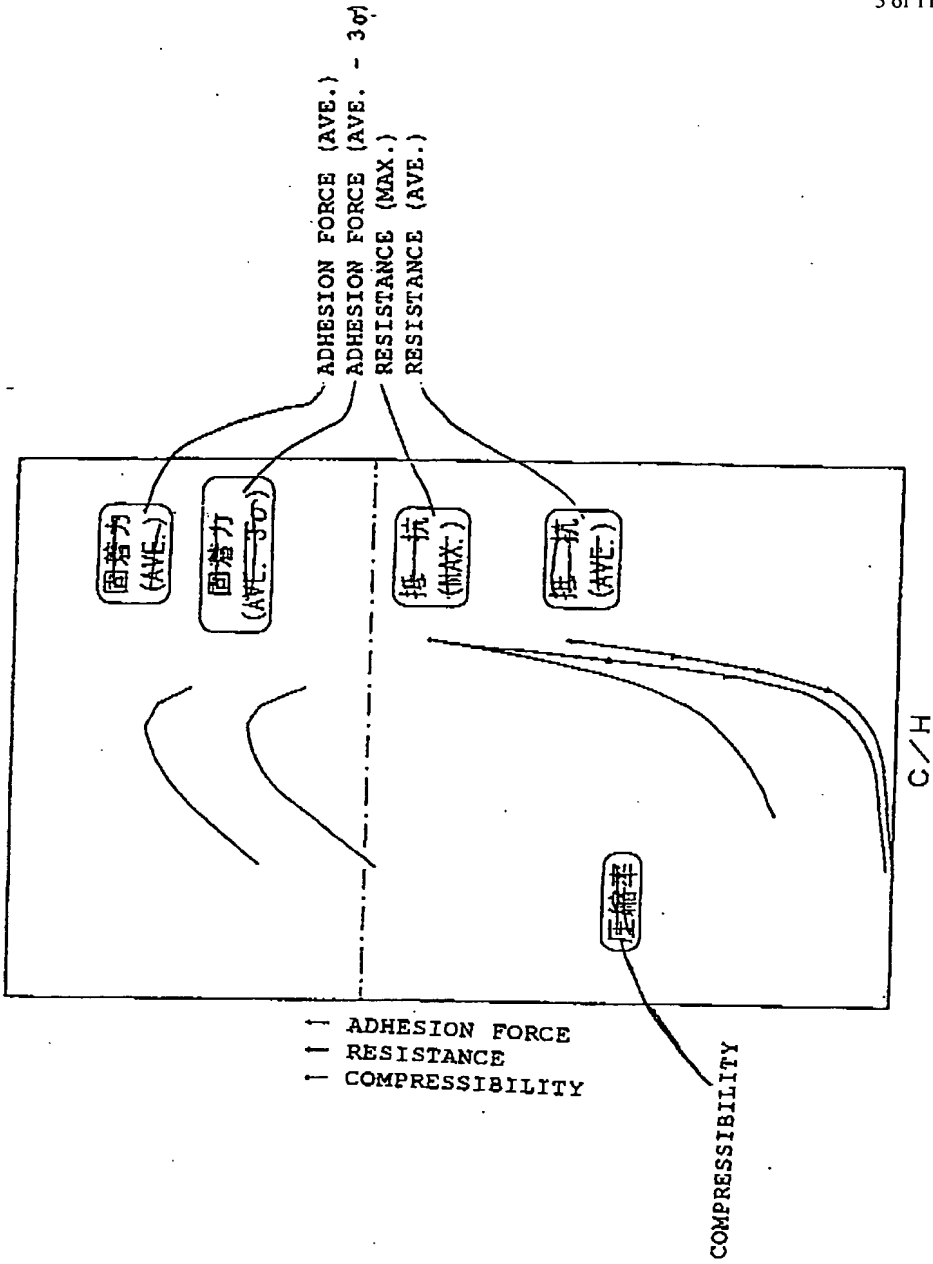 5 of 11
ADHESION FORCE (AVE.)
ADHESION FORCE (AVE. - 3σ)
RESISTANCE (MAX.)
RESISTANCE (AVE.)
固着力
(AVE.)
固着力
(AVE.-3σ)
抵 抗
(MAX.)
抵 抗
(AVE.)
圧縮率
← ADHESION FORCE
← RESISTANCE
← COMPRESSIBILITY
COMPRESSIBILITY
C/H